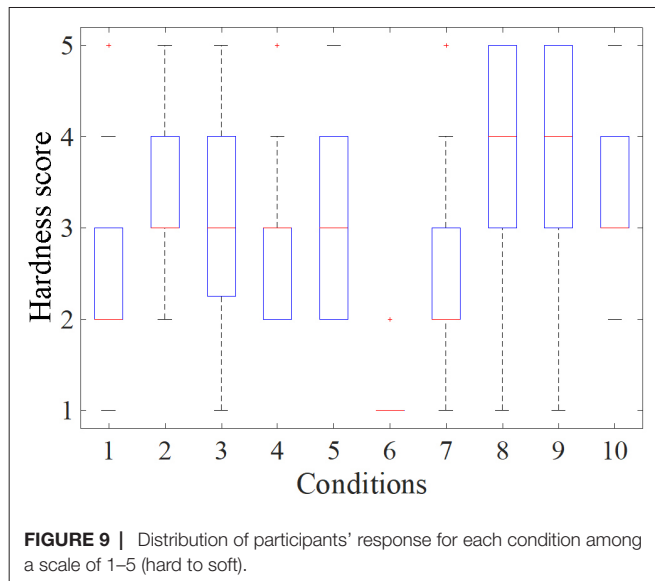 5
4
3
2
1
Hardness score
1 2 3 4 5 6 7 8 9 10
Conditions
FIGURE 9 | Distribution of participants’ response for each condition among
a scale of 1–5 (hard to soft).